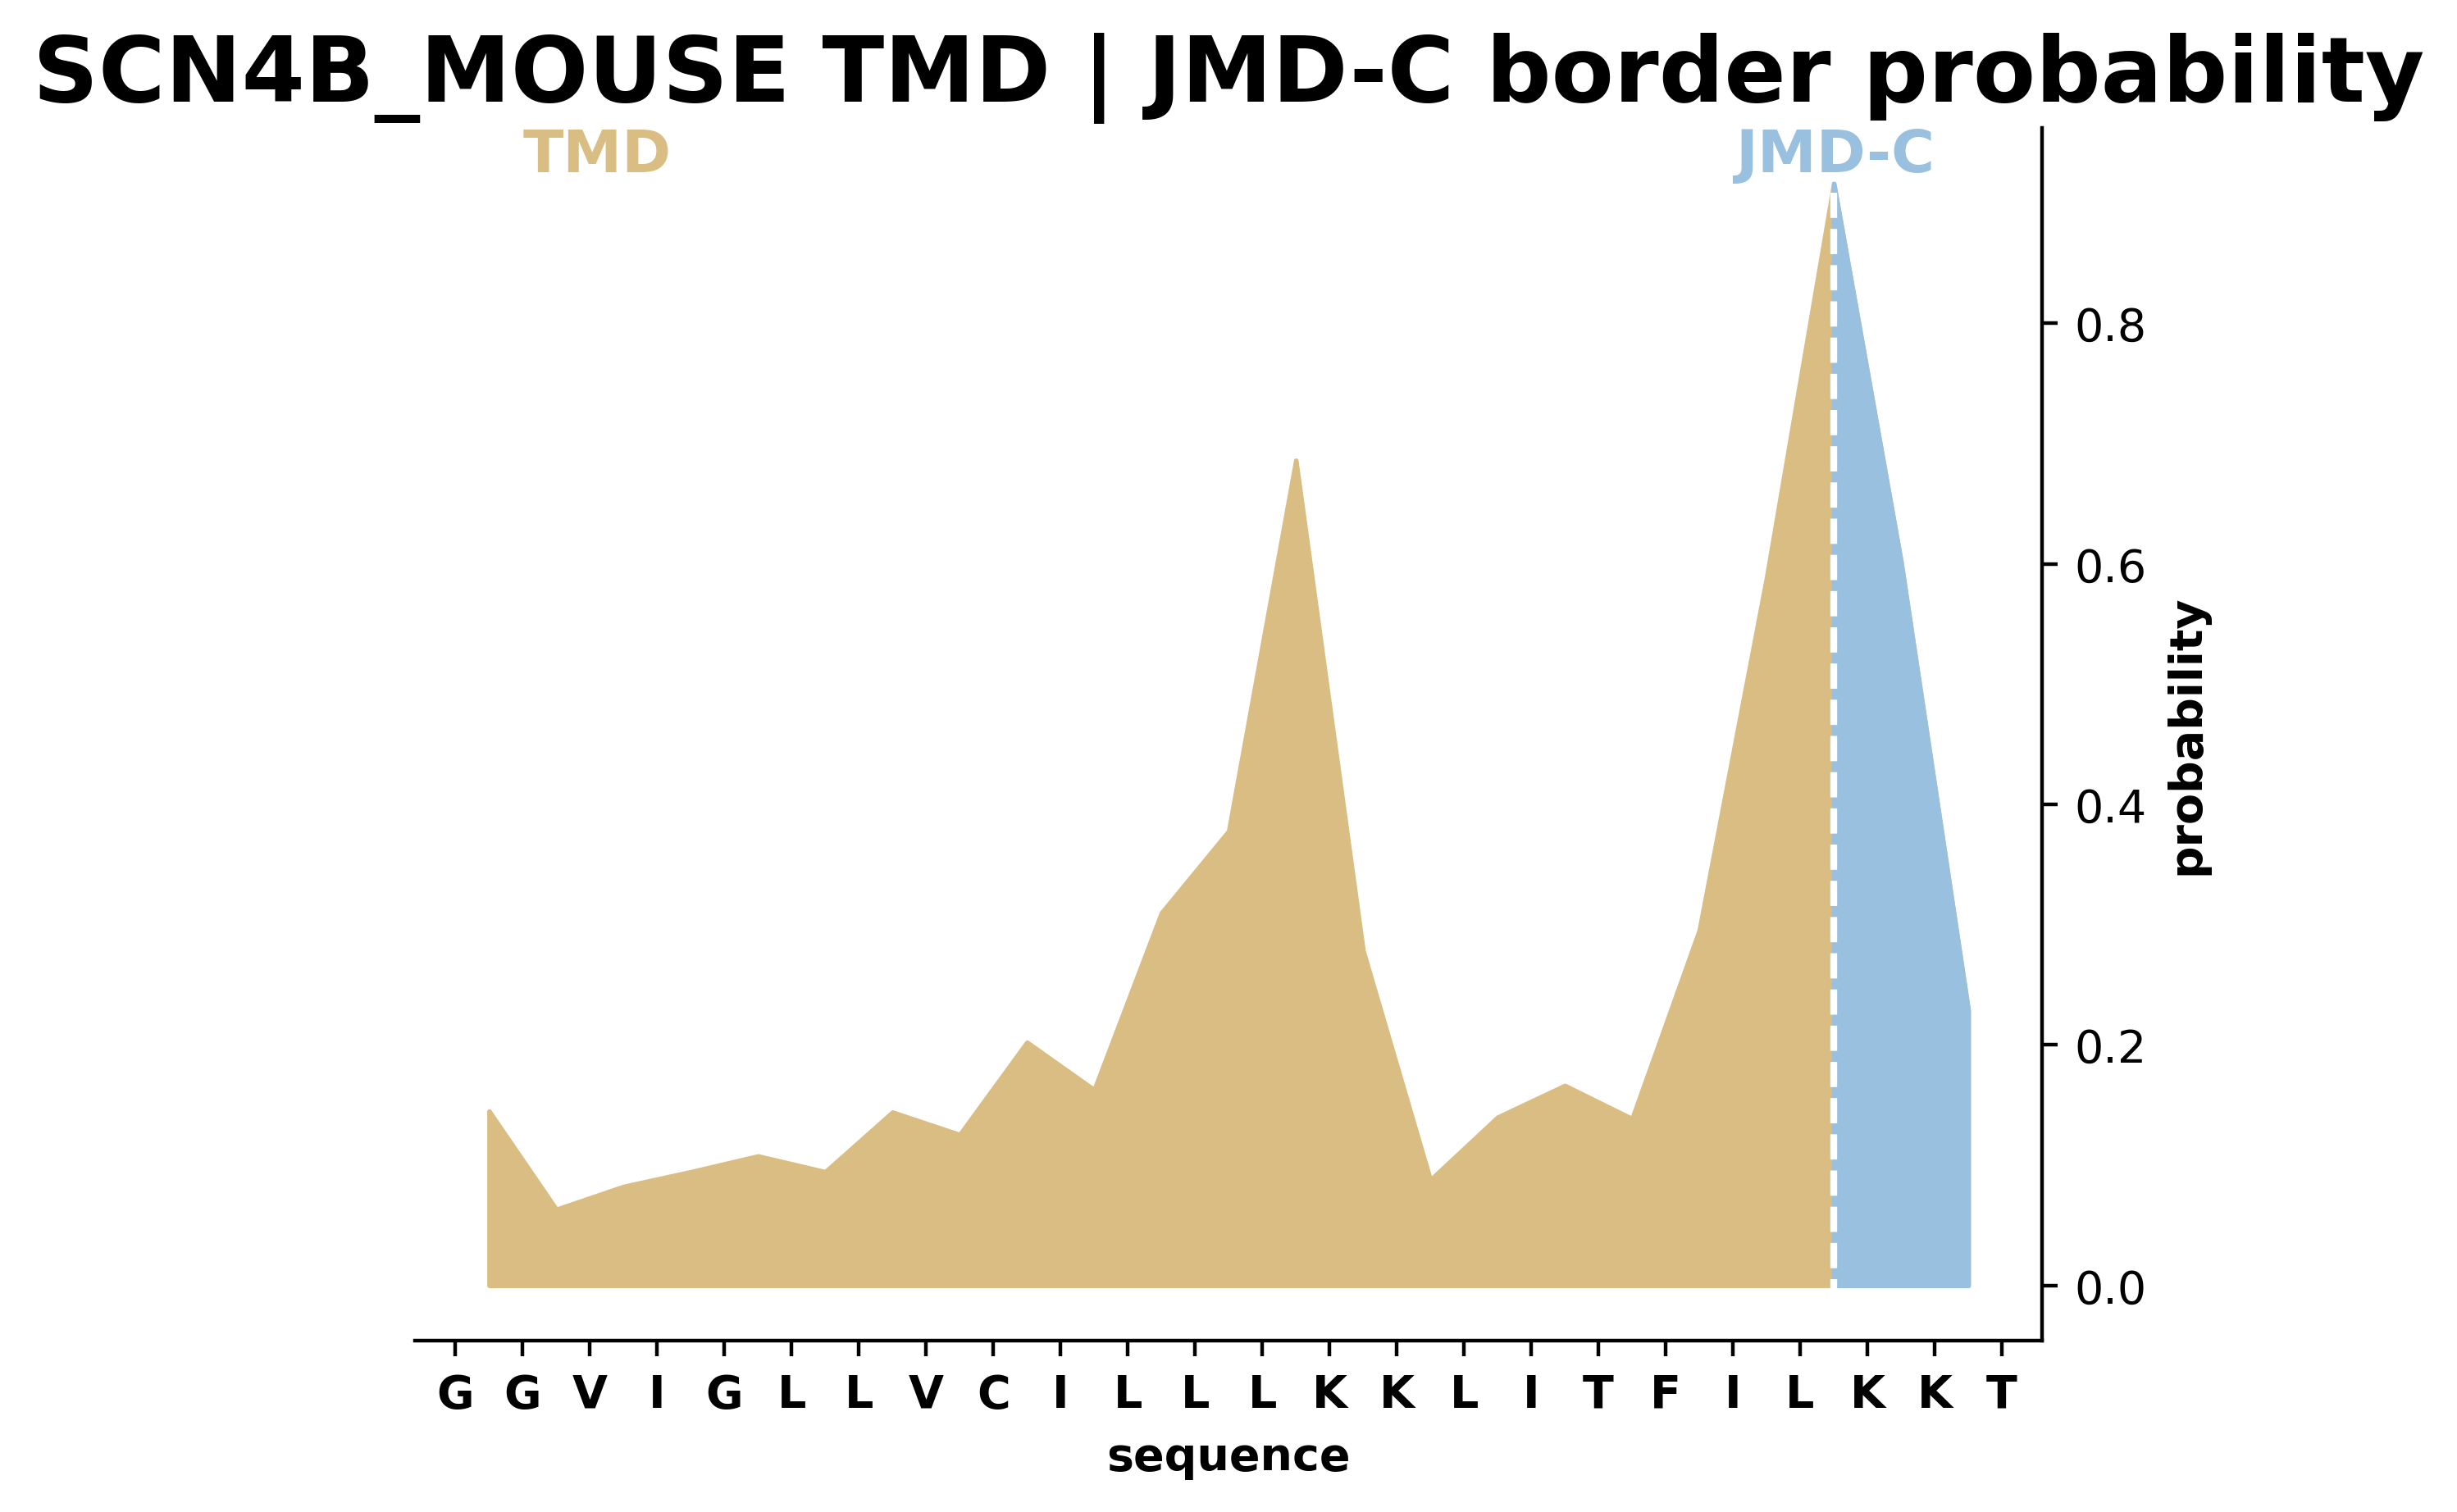 SCN4B_MOUSE TMD | JMD-C border probability
TMD JMD-C
0.8
0.6
0.4
0.2
0.0
probability
G G V I G L L V C I L L L K K L I T F I L K K T
sequence